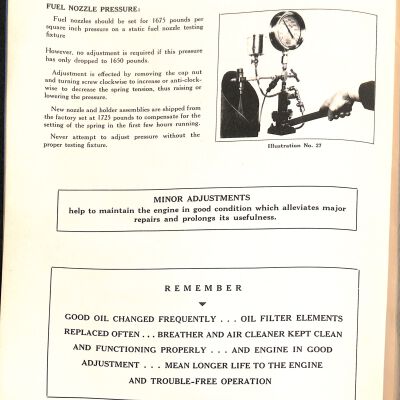 FUEL NOZZLE PRESSURE:
Fuel nozzles should be set for 1675 pounds per
square inch pressure on a static fuel nozzle testing
fixture
However, no adjustment is required if this pressure
has only dropped to 1650 pounds.
Adjustment is effected by removing the cap nut
and turning screw clockwise to increase or anti-clock-
wise to decrease the spring tension, thus raising or
lowering the pressure.
New nozzle and holder assemblies are shipped from
the factory set at 1725 pounds to compensate for the
setting of the spring in the first few hours running.
Never attempt to adjust pressure without the
proper testing fixture.
Illustration No. 27
MINOR ADJUSTMENTS
help to maintain the engine in good condition which alleviates major
repairs and prolongs its usefulness.
REMEMBER
GOOD OIL CHANGED FREQUENTLY . . . OIL FILTER ELEMENTS
REPLACED OFTEN . . . BREATHER AND AIR CLEANER KEPT CLEAN
AND FUNCTIONING PROPERLY . . . AND ENGINE IN GOOD
ADJUSTMENT . . . MEAN LONGER LIFE TO THE ENGINE
AND TROUBLE-FREE OPERATION